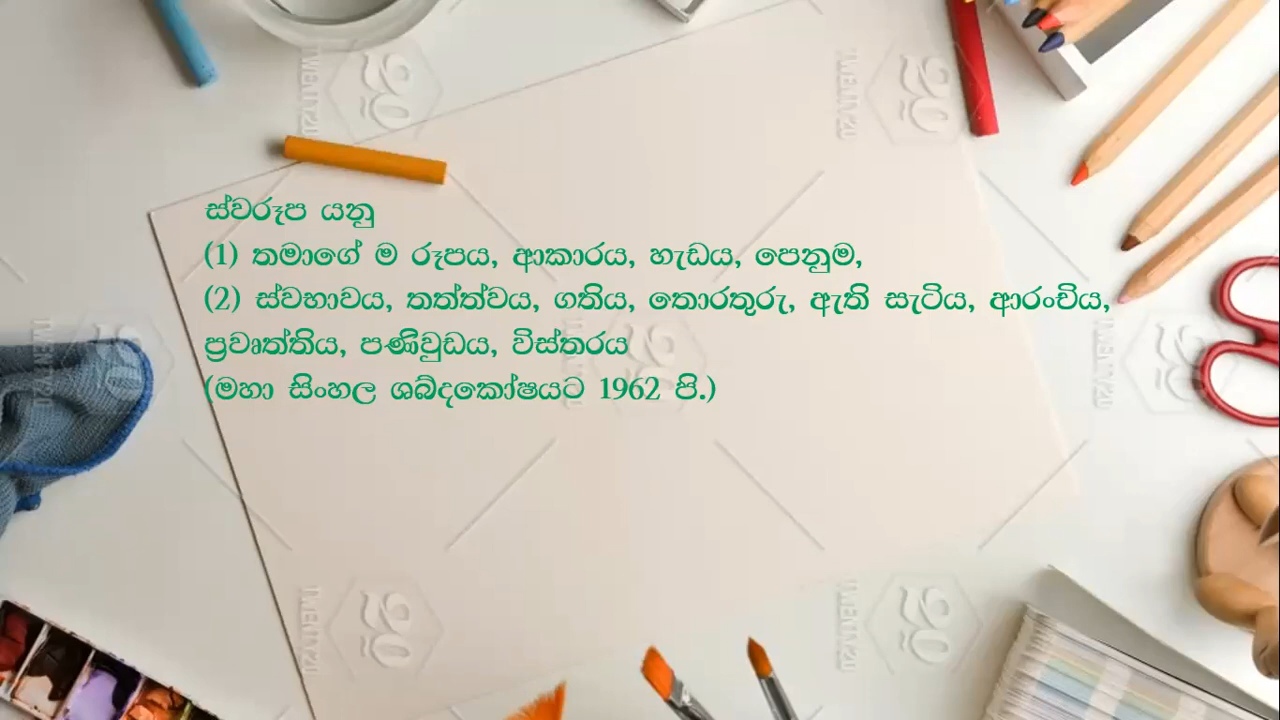 ස්වරූප යනු
(1) තමාගේ ම රූපය, ආකාරය, හැඩය, පෙනුම,
(2) ස්වභාවය, තත්ත්වය, ගතිය, තොරතුරු, ඇති සැටිය, ආරංචිය,
ප්‍රවෘත්තිය, පණිවුඩය, විස්තරය
(මහා සිංහල ශබ්දකෝෂයට 1962 පි.)